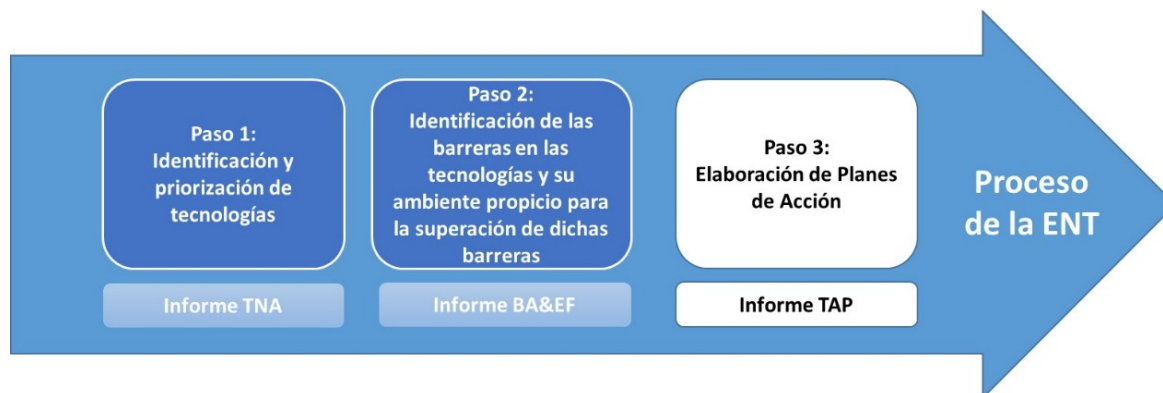 Paso 1:
Identificación y
priorización de
tecnologías
Informe TNA
Paso 2:
Identificación de las
barreras en las
tecnologías y su
ambiente propicio para
la superación de dichas
barreras
Informe BA&EF
Paso 3:
Elaboración de Planes
de Acción
Informe TAP
Proceso
de la ENT